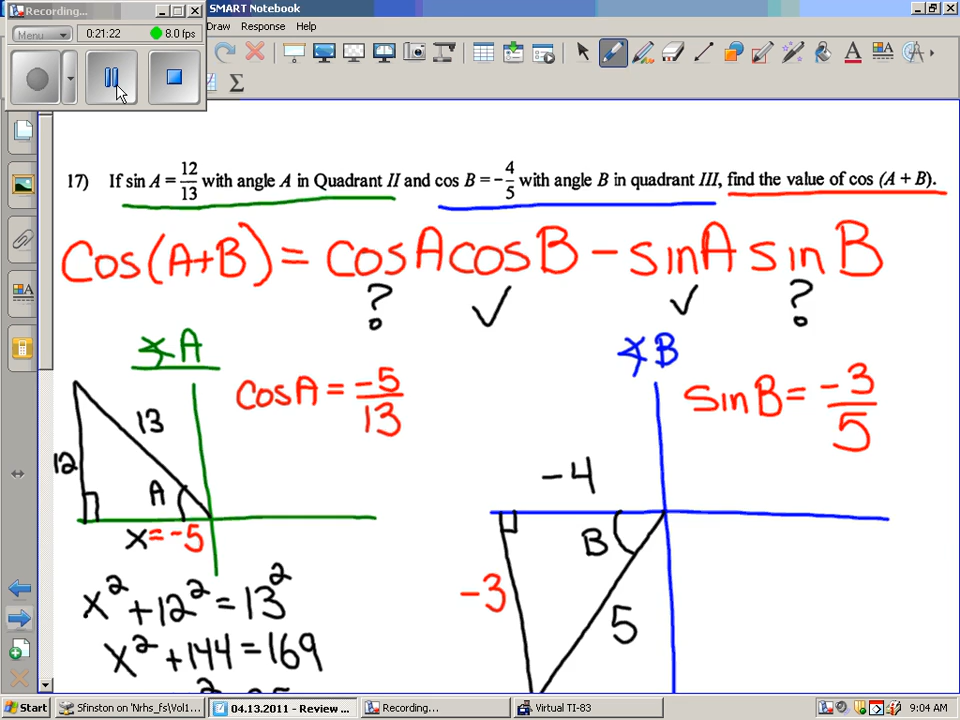 Recording...
SMART Notebook
Menu
0:21:22
8.0 fps
Draw Response Help
Σ
A
17) If sin A = 12/13 with angle A in Quadrant II and cos B = -4/5 with angle B in quadrant III, find the value of cos (A + B).
Cos(A+B) = cosAcosB - sinA sinB
? ✓ ✓ ?
∡A
∡B
cosA = -5/13
sinB = -3/5
13
12
A
x = -5
-4
B
-3
5
x² + 12² = 13²
x² + 144 = 169
Start
Sfinston on 'Nrhs_fs\Vol1...
04.13.2011 - Review ...
Recording...
Virtual TI-83
9:04 AM